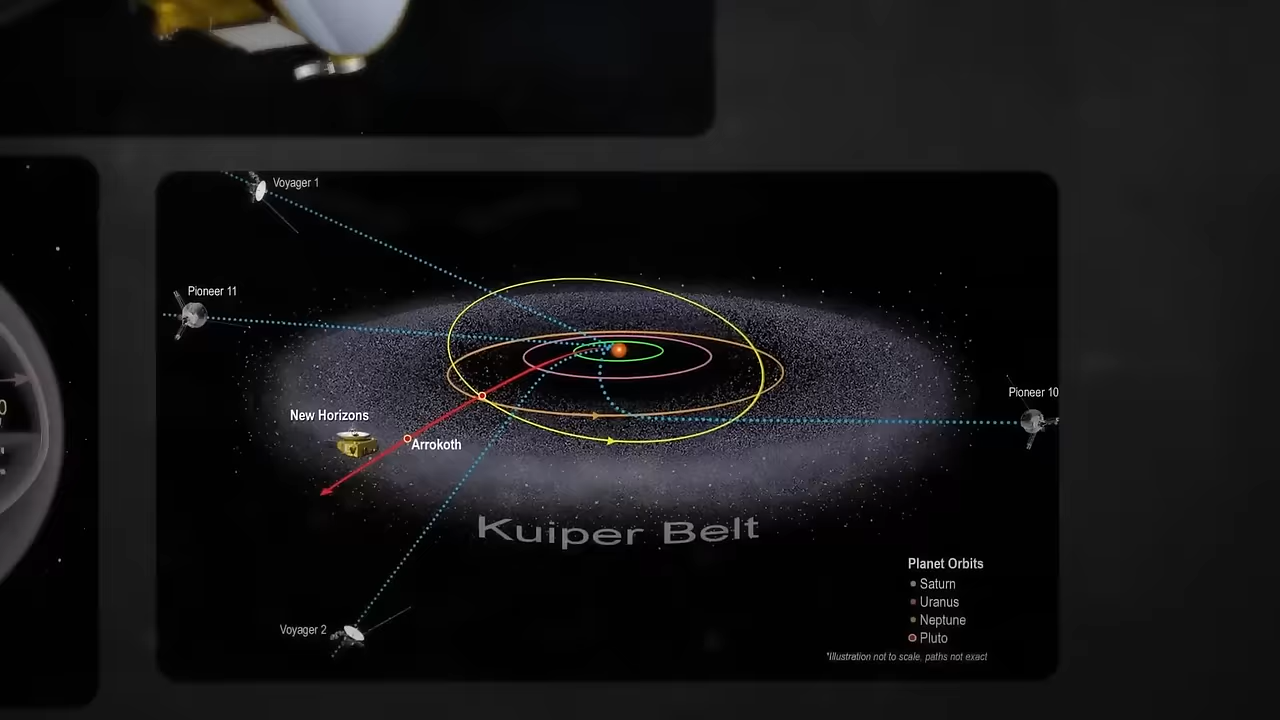 Voyager 1
Pioneer 11
Pioneer 10
New Horizons
Arrokoth
Kuiper Belt
Voyager 2
Planet Orbits
Saturn
Uranus
Neptune
Pluto
*Illustration not to scale, paths not exact